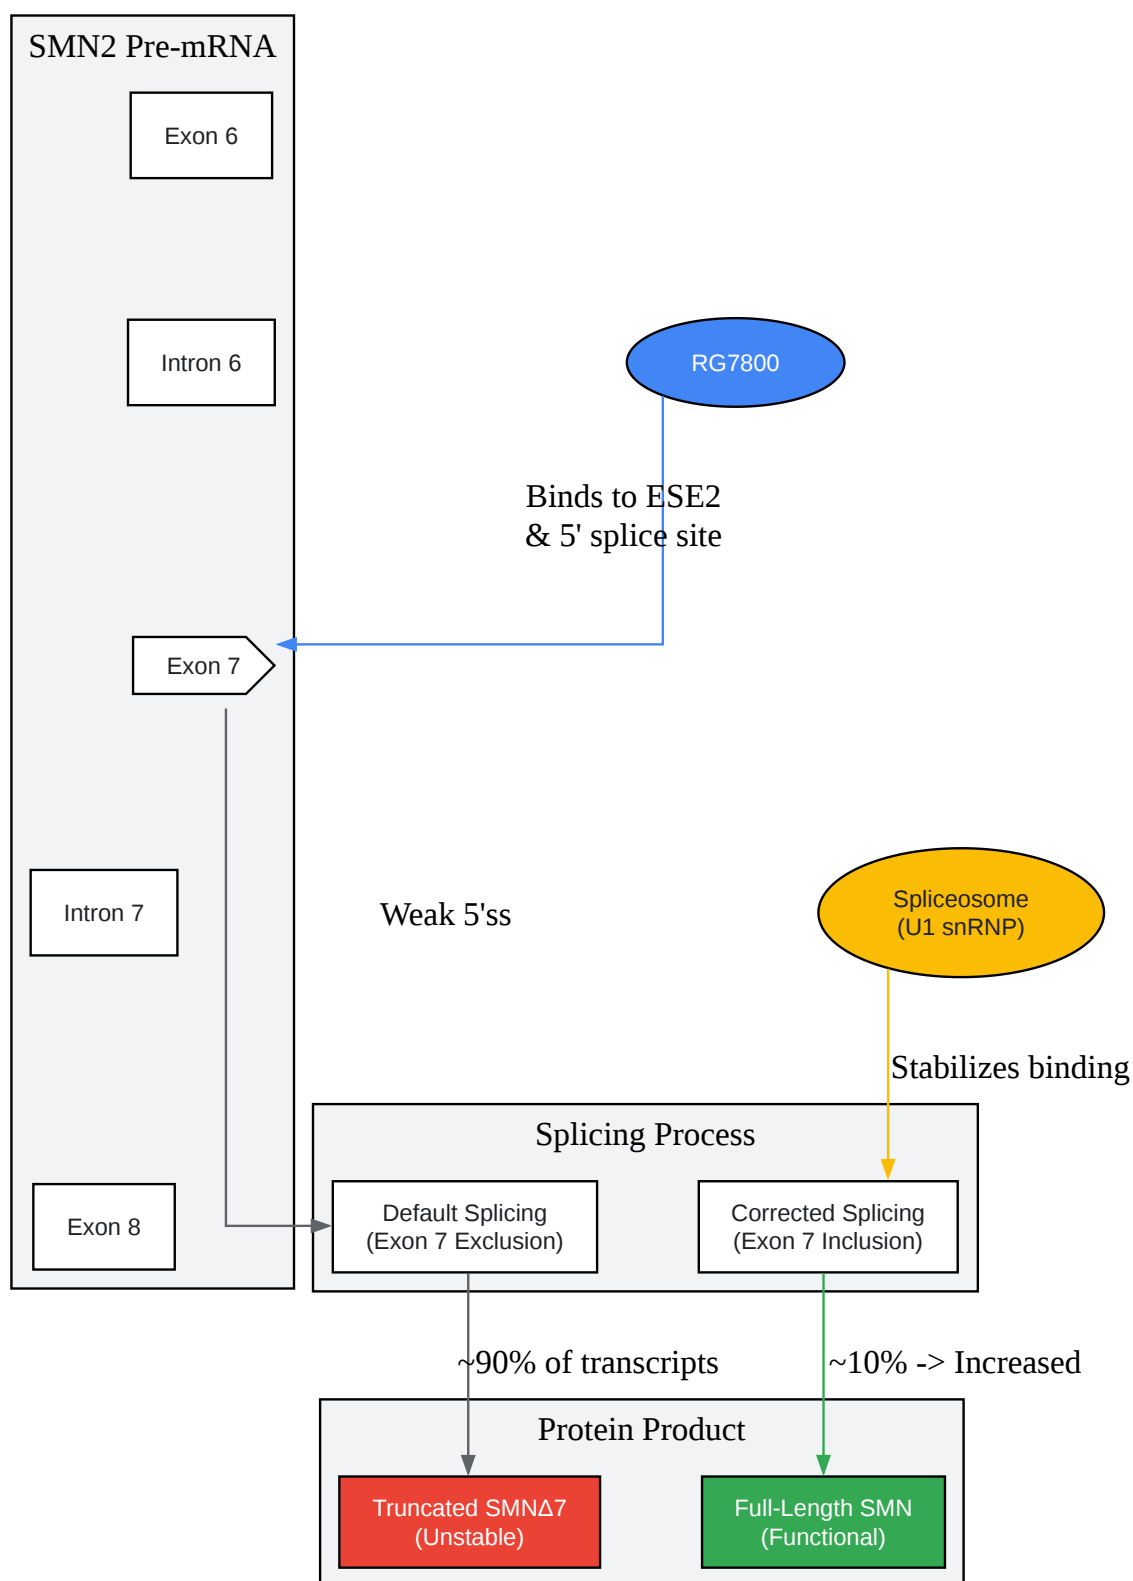 SMN2 Pre-mRNA
Exon 6
Intron 6
RG7800
Binds to ESE2
& 5' splice site
Exon 7
Intron 7
Weak 5'ss
Spliceosome
(U1 snRNP)
Stabilizes binding
Splicing Process
Exon 8
Default Splicing
(Exon 7 Exclusion)
Corrected Splicing
(Exon 7 Inclusion)
~90% of transcripts
~10% -> Increased
Protein Product
Truncated SMNΔ7
(Unstable)
Full-Length SMN
(Functional)